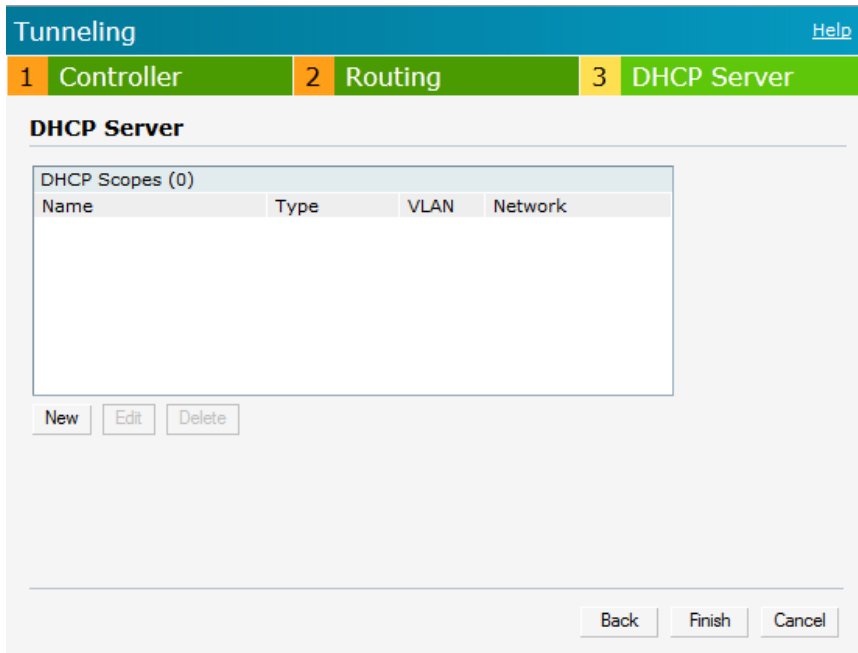 Tunneling Help
1 Controller 2 Routing 3 DHCP Server
DHCP Server
DHCP Scopes (0)
Name Type VLAN Network
New Edit Delete
Back Finish Cancel